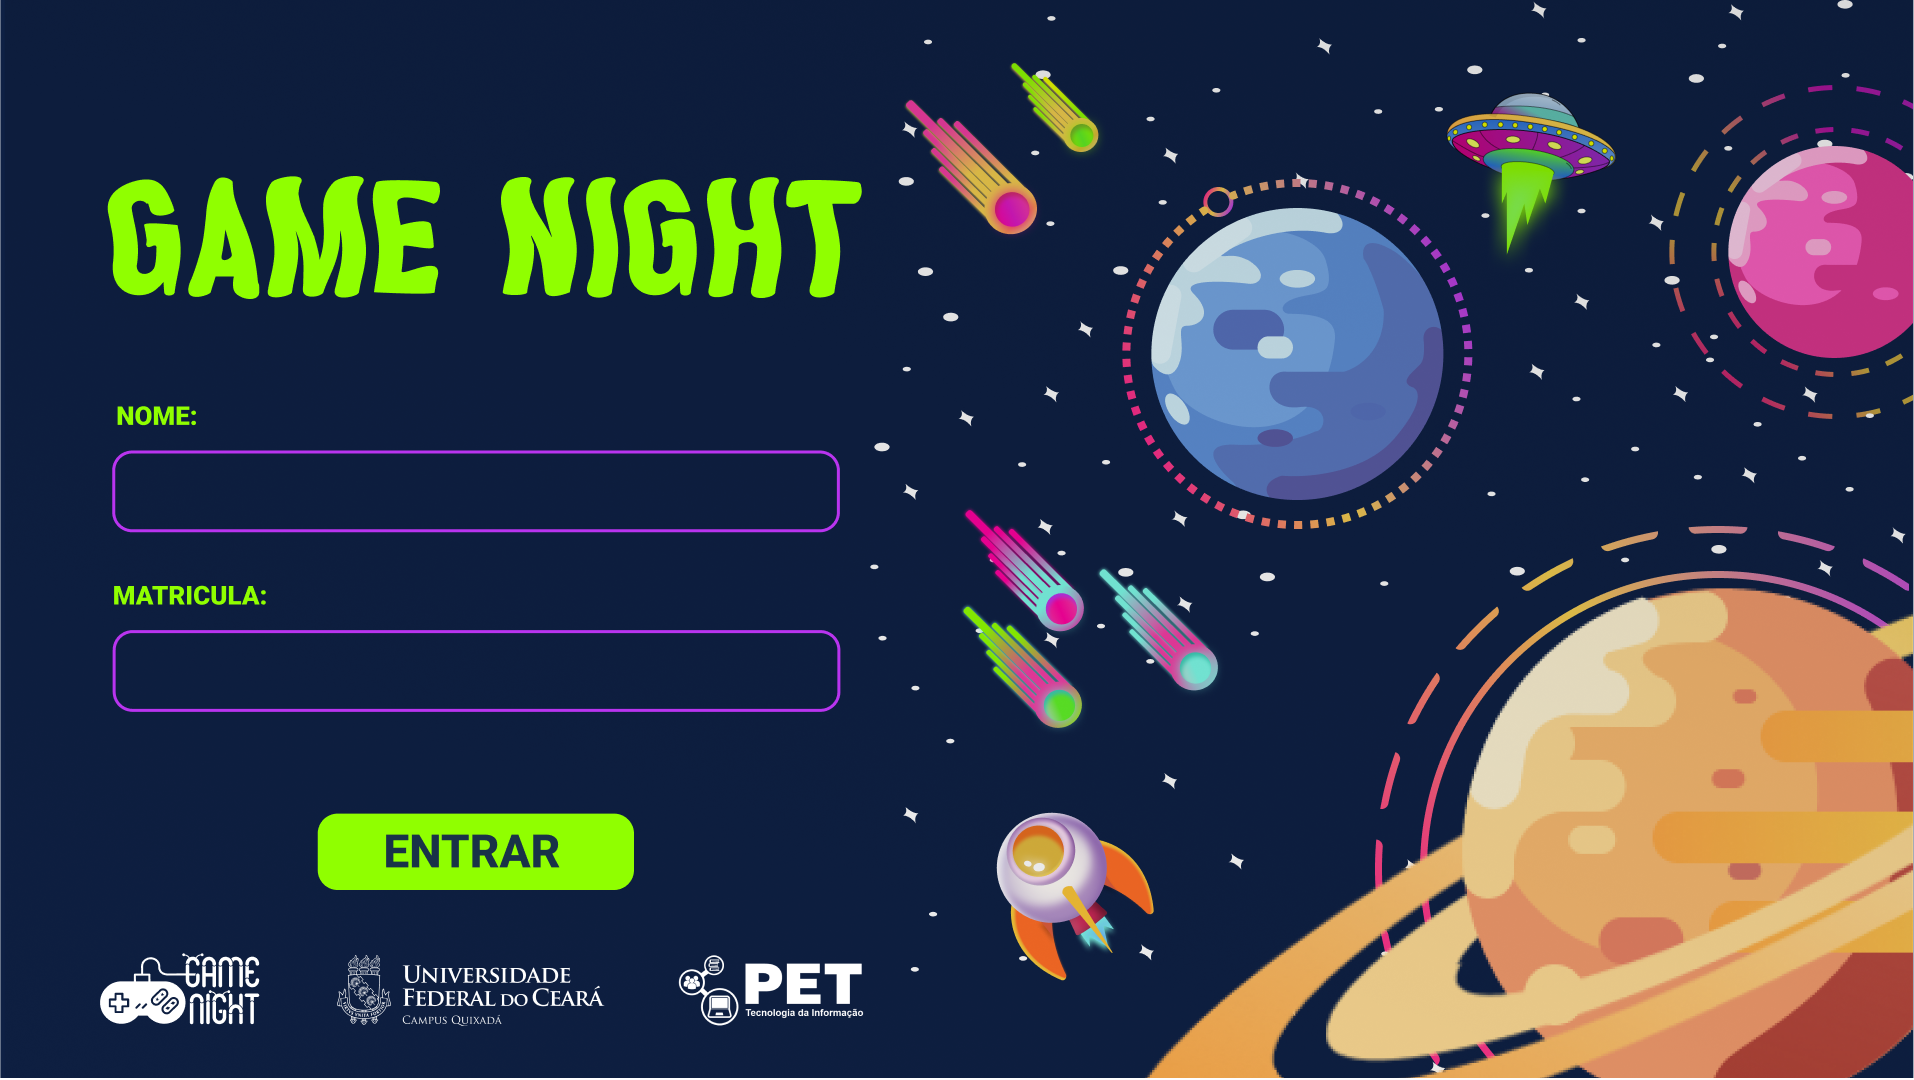 GAME NIGHT
NOME:
MATRICULA:
ENTRAR
GAME
NIGHT
UNIVERSIDADE
FEDERAL DO CEARÁ
CAMPUS QUIXADÁ
PET
Tecnologia da Informação